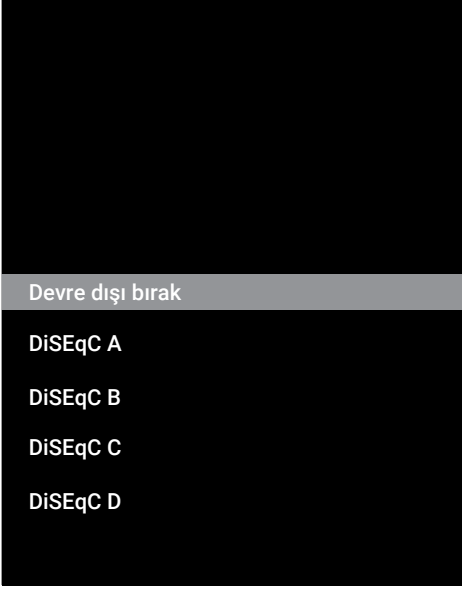 Devre dışı bırak
DiSEqC A
DiSEqC B
DiSEqC C
DiSEqC D